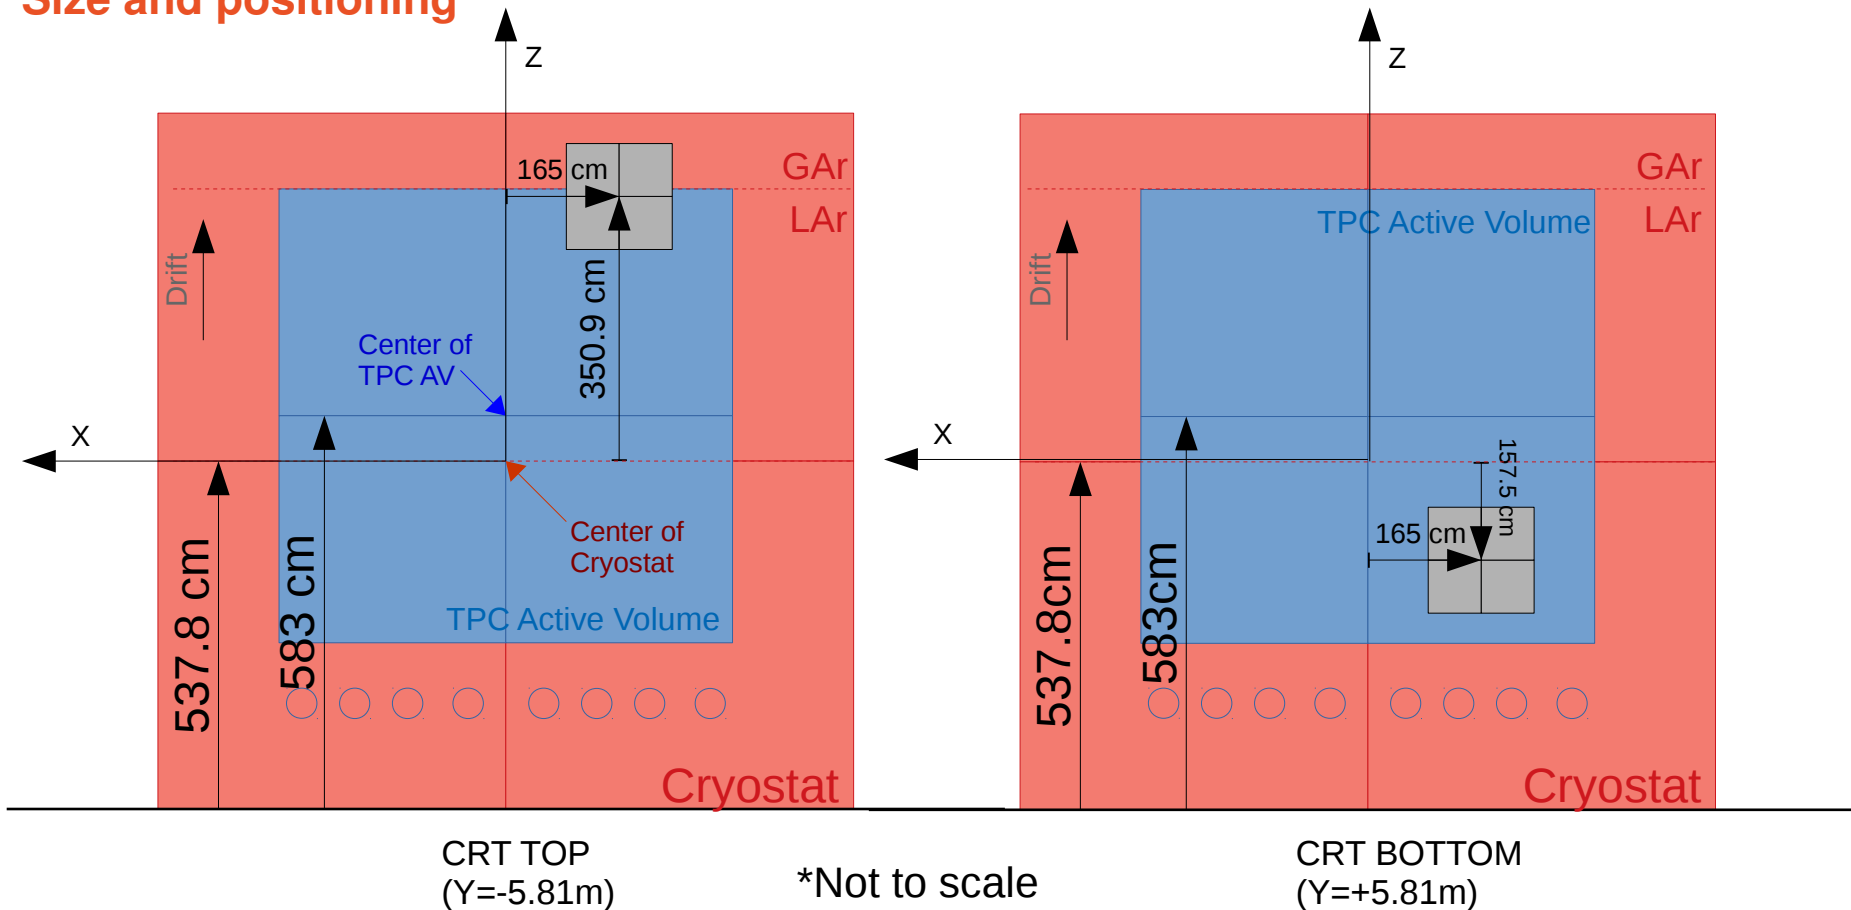 Size and positioning
Z
GAr
LAr
165 cm
Drift
350.9 cm
Center of
TPC AV
X
Center of
Cryostat
537.8 cm
583 cm
TPC Active Volume
Cryostat
CRT TOP
(Y=-5.81m)
Z
GAr
TPC Active Volume
LAr
Drift
X
157.5 cm
165 cm
537.8cm
583cm
Cryostat
CRT BOTTOM
(Y=+5.81m)
*Not to scale